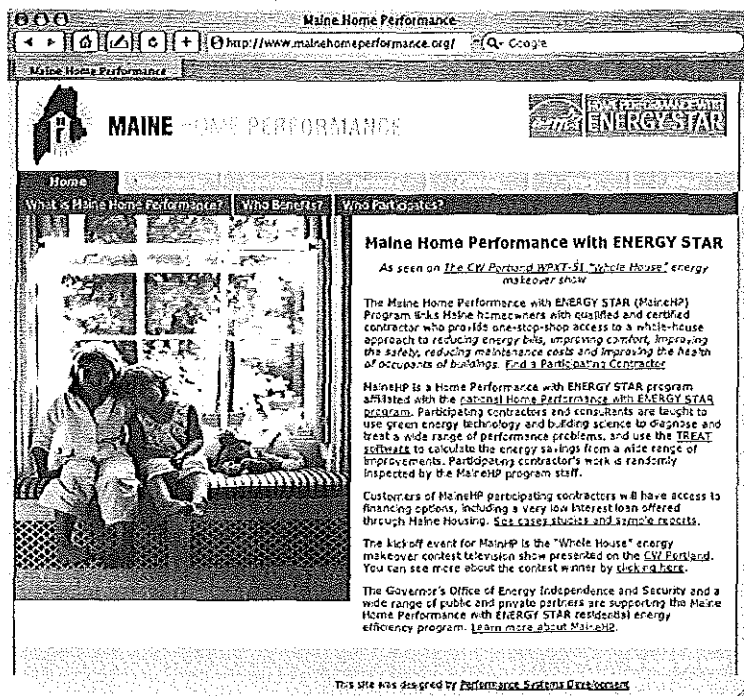 Maine Home Performance
http://www.mainehomeperformance.org/
Google
Maine Home Performance
MAINE HOME PERFORMANCE
HOME PERFORMANCE WITH
ENERGY STAR
Home
What is Maine Home Performance? Who Benefits? Who Participates?
Maine Home Performance with ENERGY STAR
As seen on The CW Portland WPXT-51 "Whole House" energy
makeover show
The Maine Home Performance with ENERGY STAR (MaineHP)
Program links Maine homeowners with qualified and certified
contractor who provide one-stop-shop access to a whole-house
approach to reducing energy bills, improving comfort, improving
the safety, reducing maintenance costs and improving the health
of occupants of buildings. Find a Participating Contractor
MaineHP is a Home Performance with ENERGY STAR program
affiliated with the national Home Performance with ENERGY STAR
program. Participating contractors and consultants are taught to
use green energy technology and building science to diagnose and
treat a wide range of performance problems, and use the TREAT
software to calculate the energy savings from a wide range of
improvements. Participating contractor's work is randomly
inspected by the MaineHP program staff.
Customers of MaineHP participating contractors will have access to
financing options, including a very low interest loan offered
through Maine Housing. See cases studies and sample reports.
The kickoff event for MainHP is the "Whole House" energy
makeover contest television show presented on the CW Portland.
You can see more about the contest winner by clicking here.
The Governor's Office of Energy Independence and Security and a
wide range of public and private partners are supporting the Maine
Home Performance with ENERGY STAR residential energy
efficiency program. Learn more about MaineHP.
This site was designed by Performance Systems Development